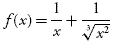 f(x) = 1/x + 1/∛x²